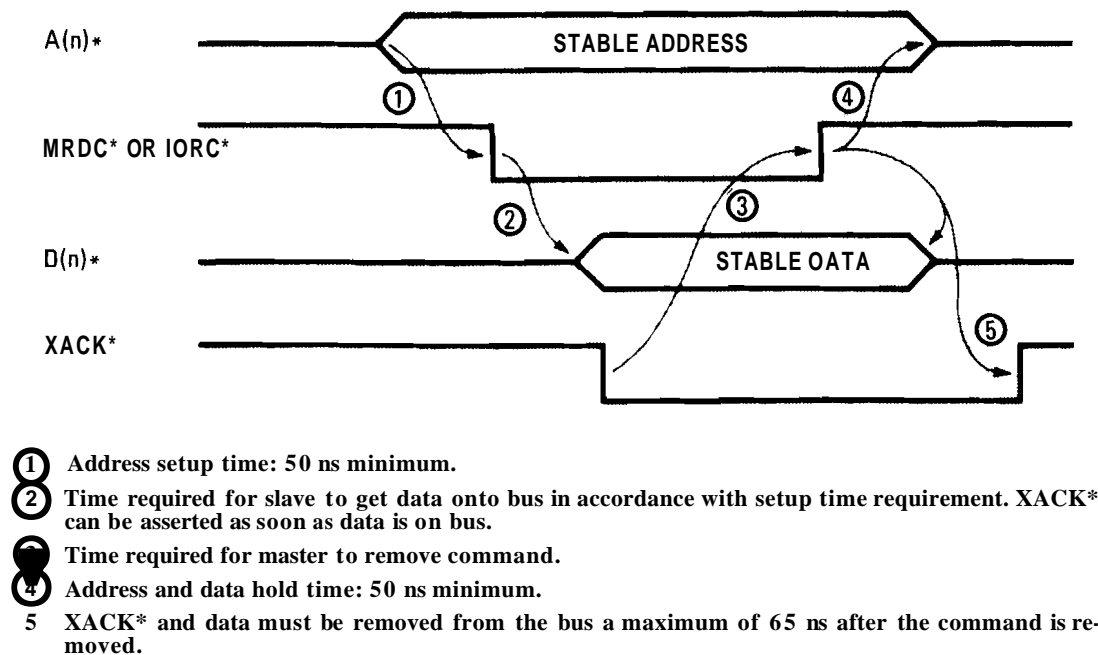 A(n)*
STABLE ADDRESS
1
4
MRDC* OR IORC*
2
3
D(n)*
STABLE OATA
5
XACK*
1 Address setup time: 50 ns minimum.
2 Time required for slave to get data onto bus in accordance with setup time requirement. XACK*
can be asserted as soon as data is on bus.
Time required for master to remove command.
4 Address and data hold time: 50 ns minimum.
5 XACK* and data must be removed from the bus a maximum of 65 ns after the command is re-
moved.